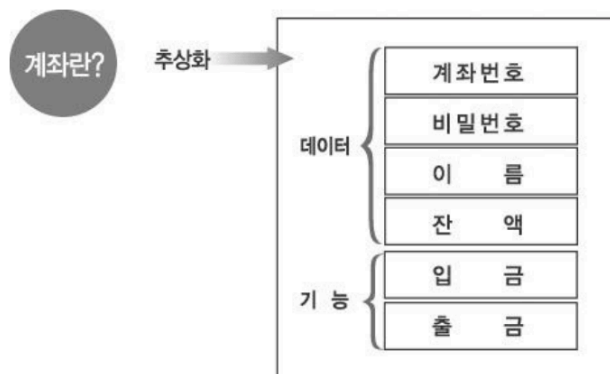 계좌란?
추상화
데이터
계좌번호
비밀번호
이 름
잔 액
기 능
입 금
출 금